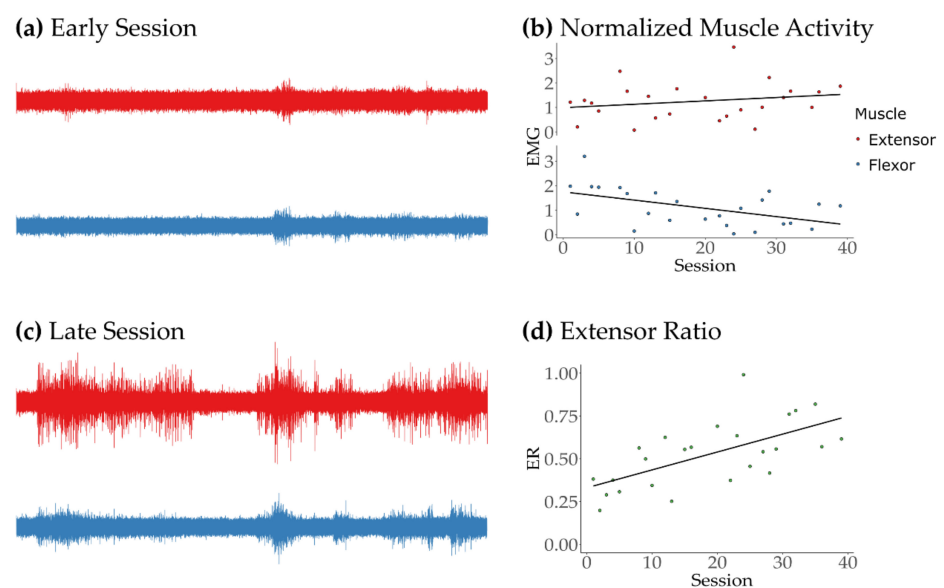 (a) Early Session
(b) Normalized Muscle Activity
3
2
1
0
EMG
3
2
1
0
0 10 20 30 40
Session
Muscle
Extensor
Flexor
(c) Late Session
(d) Extensor Ratio
1.00
0.75
0.50
0.25
0.00
ER
0 10 20 30 40
Session